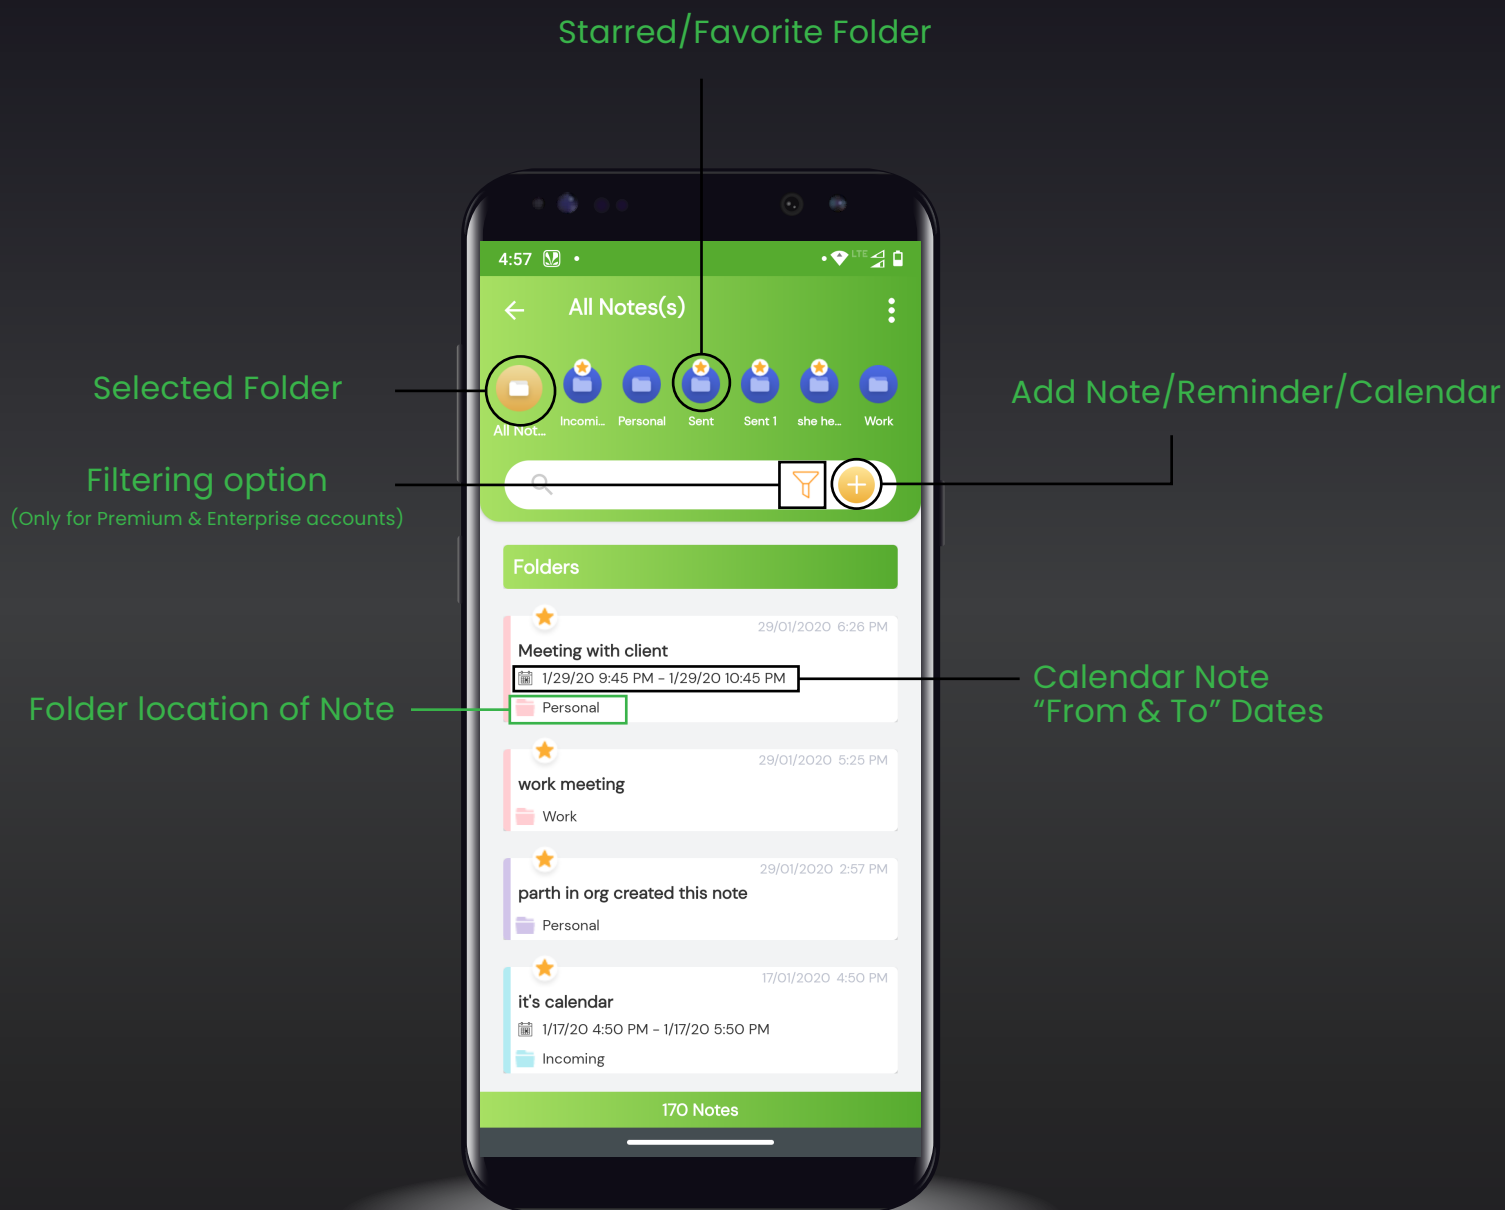 Starred/Favorite Folder
4:57
LTE
All Notes(s)
Selected Folder
Add Note/Reminder/Calendar
All Not...
Incomi...
Personal
Sent
Sent 1
she he...
Work
Filtering option
(Only for Premium & Enterprise accounts)
Folders
29/01/2020 6:26 PM
Meeting with client
1/29/20 9:45 PM - 1/29/20 10:45 PM
Personal
Folder location of Note
Calendar Note
“From & To” Dates
29/01/2020 5:25 PM
work meeting
Work
29/01/2020 2:57 PM
parth in org created this note
Personal
17/01/2020 4:50 PM
it's calendar
1/17/20 4:50 PM - 1/17/20 5:50 PM
Incoming
170 Notes